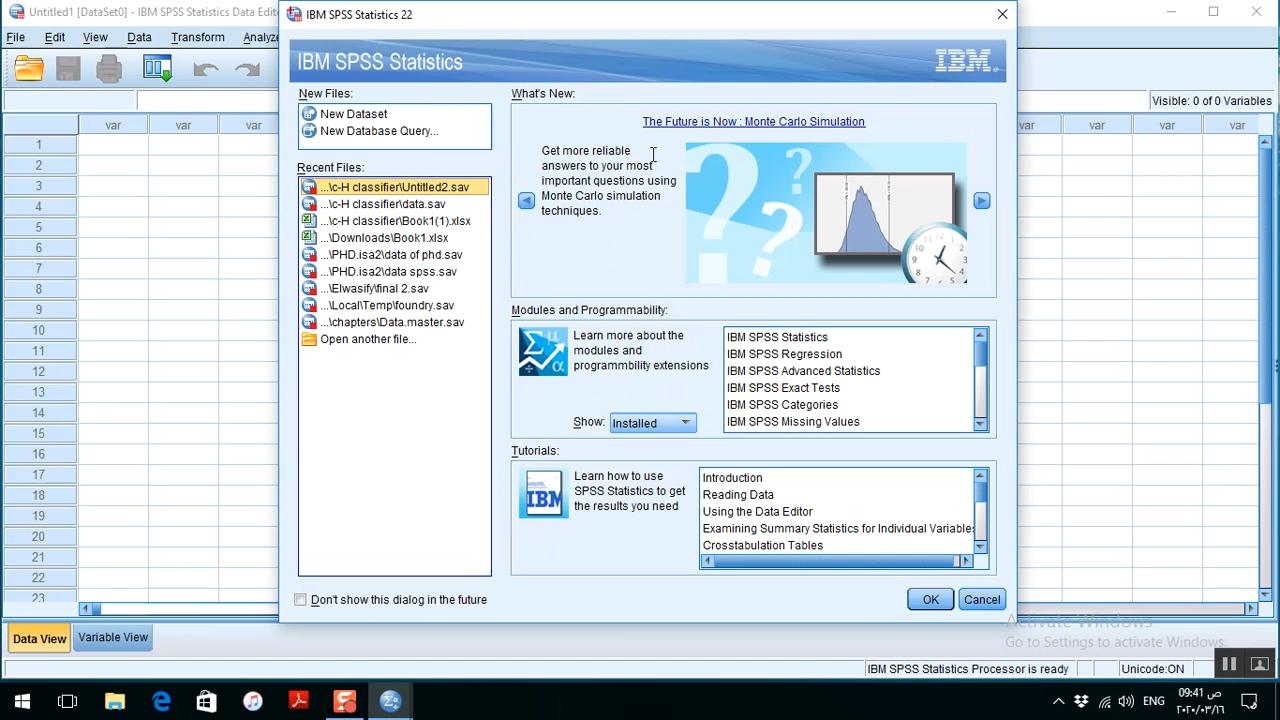 Untitled1 [DataSet0] - IBM SPSS Statistics Data Edito
IBM SPSS Statistics 22
File Edit View Data Transform Analyze
IBM SPSS Statistics
IBM
New Files:
New Dataset
New Database Query...
Recent Files:
...\c-H classifier\Untitled2.sav
...\c-H classifier\data.sav
...\c-H classifier\Book1(1).xlsx
...\Downloads\Book1.xlsx
...\PHD.isa2\data of phd.sav
...\PHD.isa2\data spss.sav
...\Elwasify\final 2.sav
...\Local\Temp\foundry.sav
...\chapters\Data.master.sav
Open another file...
What's New:
The Future is Now : Monte Carlo Simulation
Get more reliable
answers to your most
important questions using
Monte Carlo simulation
techniques.
Modules and Programmability:
Learn more about the
modules and
programmbility extensions
Show: Installed
IBM SPSS Statistics
IBM SPSS Regression
IBM SPSS Advanced Statistics
IBM SPSS Exact Tests
IBM SPSS Categories
IBM SPSS Missing Values
Tutorials:
IBM
Learn how to use
SPSS Statistics to get
the results you need
Introduction
Reading Data
Using the Data Editor
Examining Summary Statistics for Individual Variables
Crosstabulation Tables
Don't show this dialog in the future
OK Cancel
Visible: 0 of 0 Variables
var var var var var var
1
2
3
4
5
6
7
8
9
10
11
12
13
14
15
16
17
18
19
20
21
22
23
Data View Variable View
Activate Windows
Go to Settings to activate Windows.
IBM SPSS Statistics Processor is ready Unicode:ON
ENG
09:41 ص
٢٠٢٠/٠٣/١٦